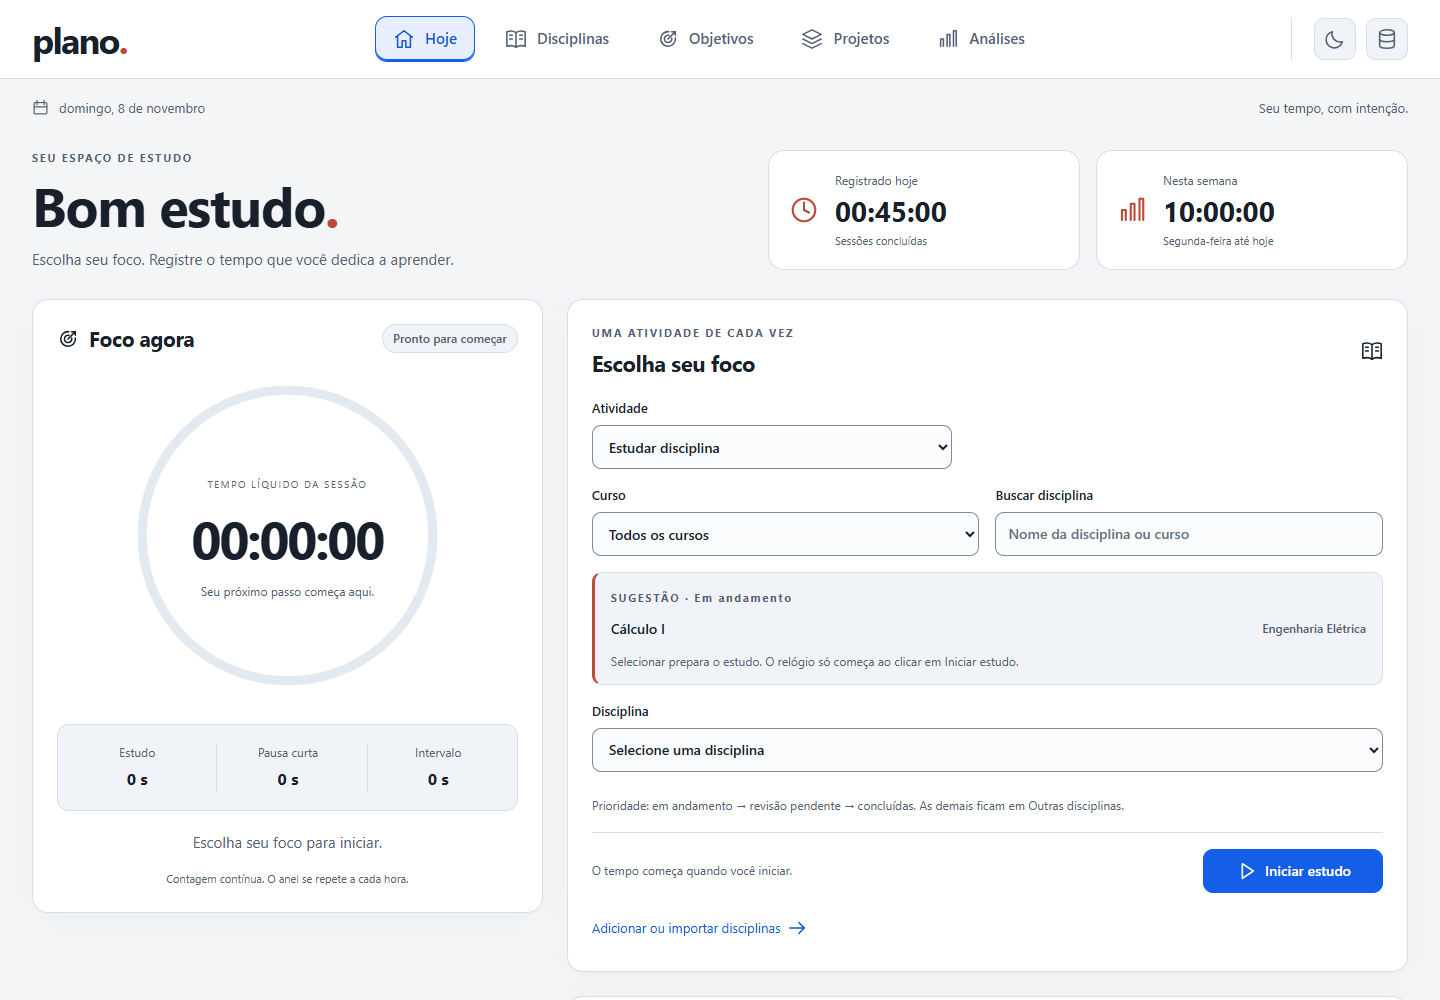 plano.
Hoje
Disciplinas
Objetivos
Projetos
Análises
domingo, 8 de novembro
Seu tempo, com intenção.
SEU ESPAÇO DE ESTUDO
Bom estudo.
Escolha seu foco. Registre o tempo que você dedica a aprender.
Registrado hoje
00:45:00
Sessões concluídas
Nesta semana
10:00:00
Segunda-feira até hoje
Foco agora
Pronto para começar
TEMPO LÍQUIDO DA SESSÃO
00:00:00
Seu próximo passo começa aqui.
Estudo
0 s
Pausa curta
0 s
Intervalo
0 s
Escolha seu foco para iniciar.
Contagem contínua. O anel se repete a cada hora.
UMA ATIVIDADE DE CADA VEZ
Escolha seu foco
Atividade
Estudar disciplina
Curso
Todos os cursos
Buscar disciplina
Nome da disciplina ou curso
SUGESTÃO · Em andamento
Cálculo I
Engenharia Elétrica
Selecionar prepara o estudo. O relógio só começa ao clicar em Iniciar estudo.
Disciplina
Selecione uma disciplina
Prioridade: em andamento → revisão pendente → concluídas. As demais ficam em Outras disciplinas.
O tempo começa quando você iniciar.
Iniciar estudo
Adicionar ou importar disciplinas →